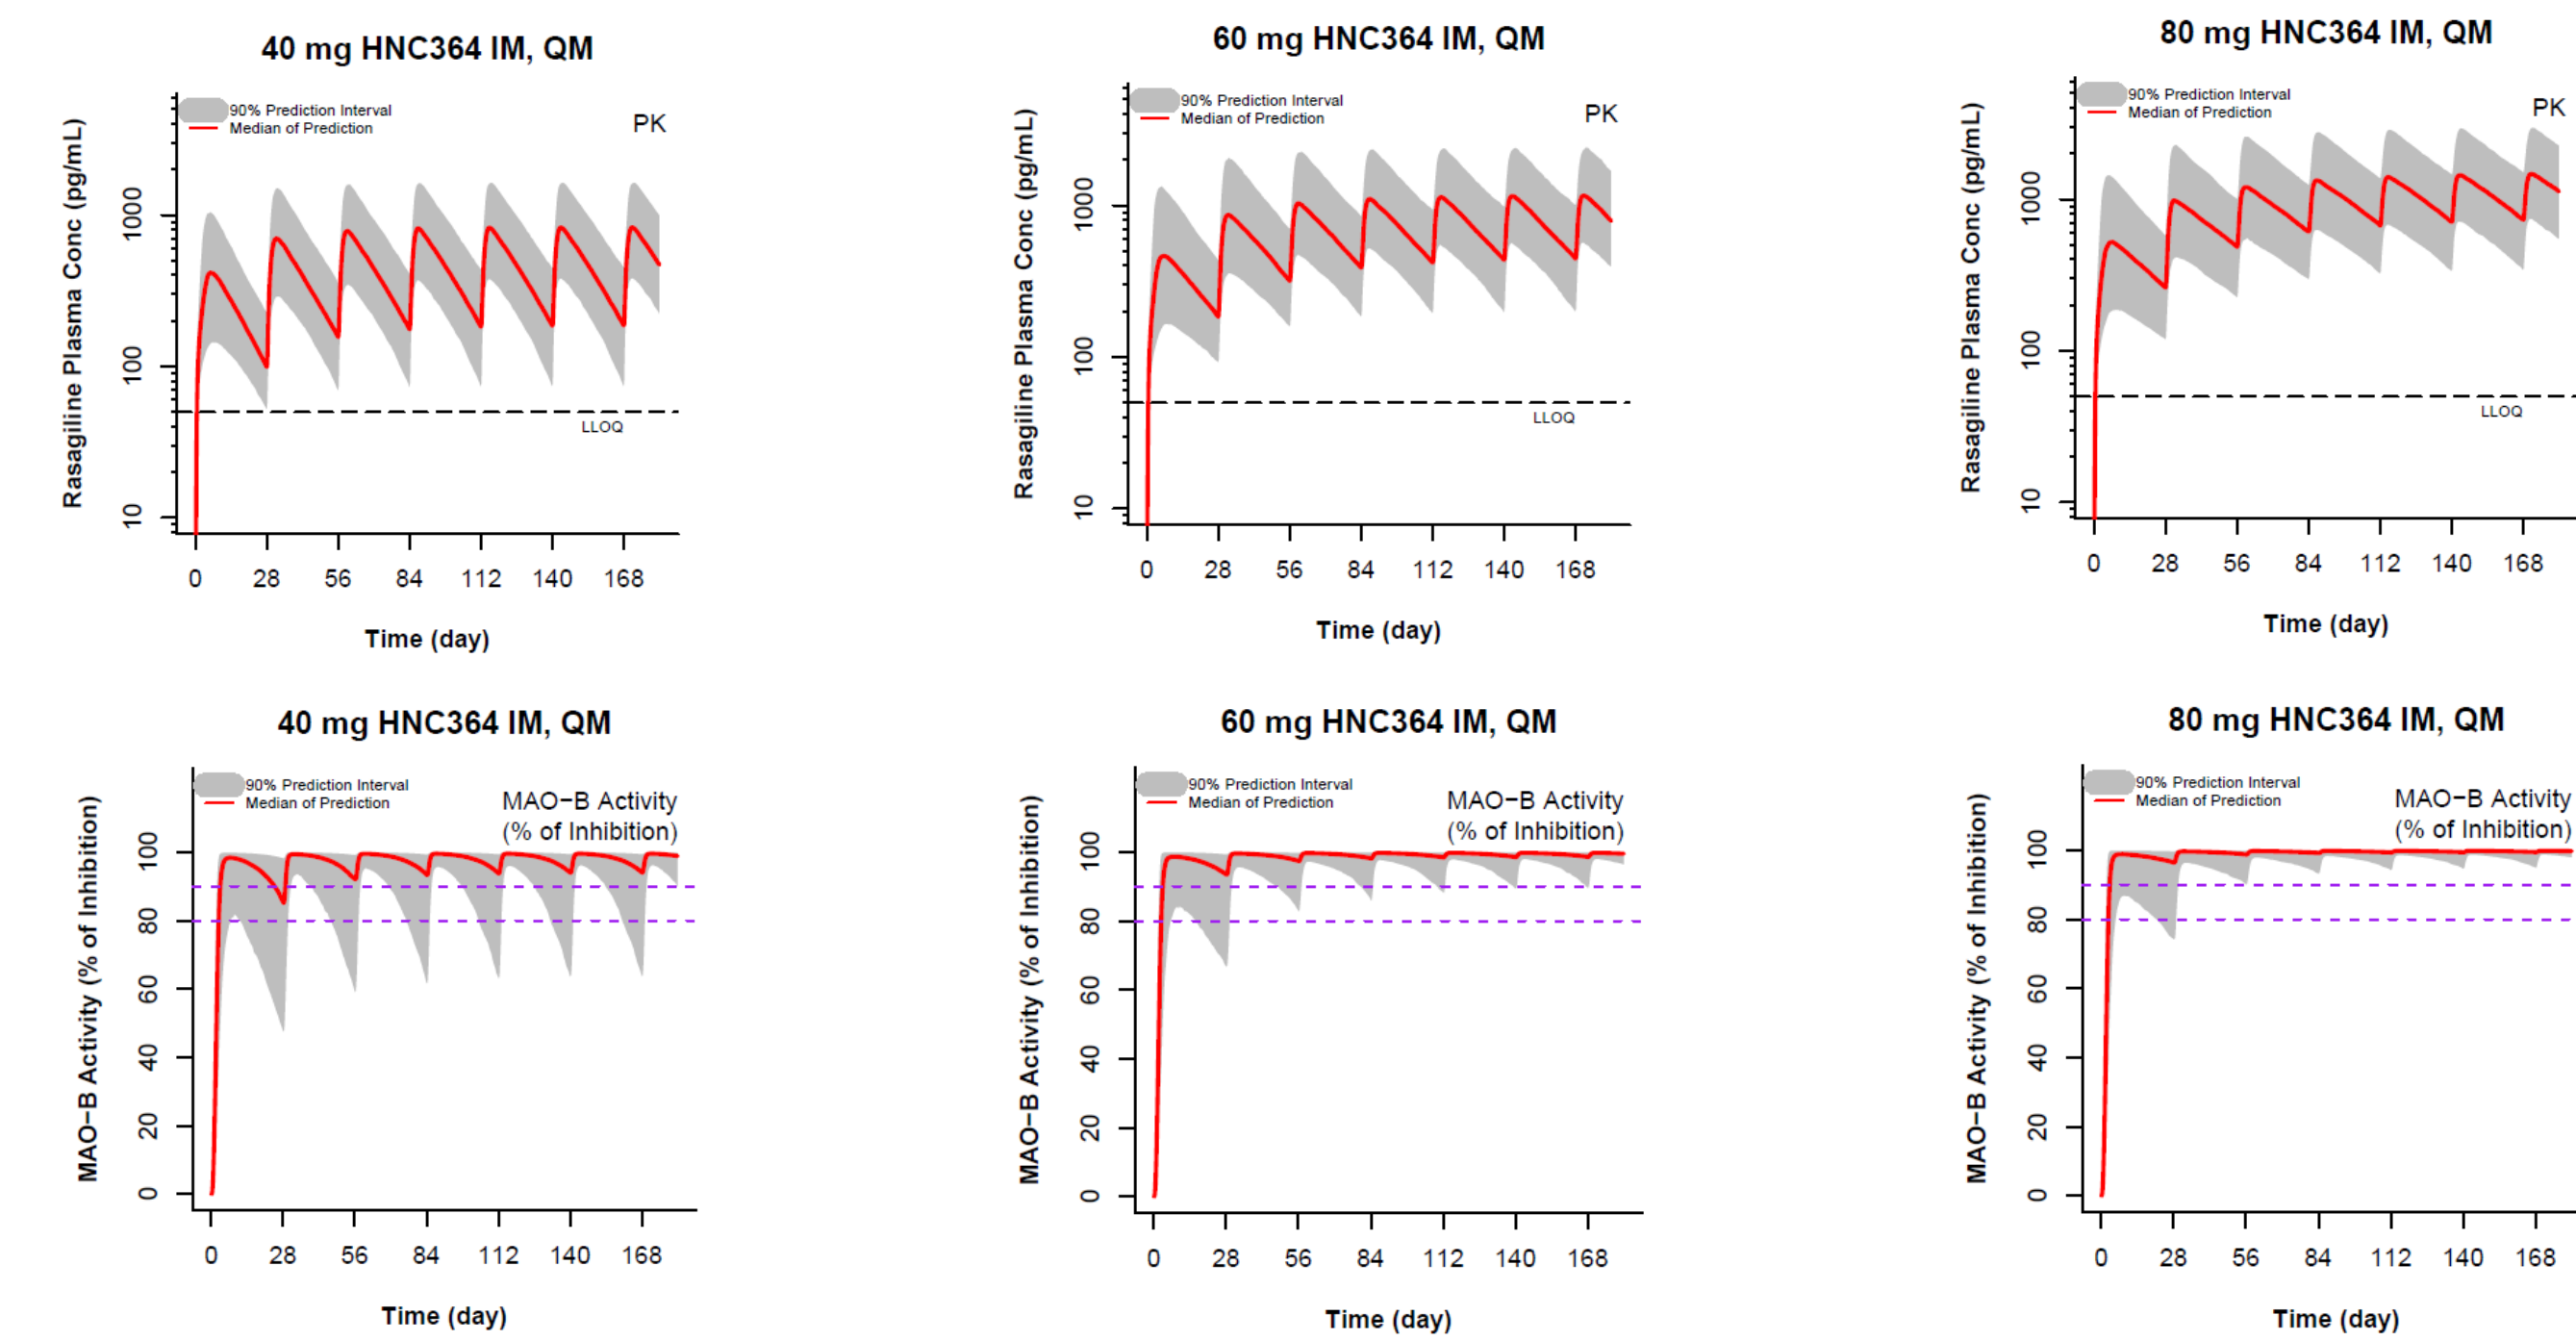 40 mg HNC364 IM, QM
90% Prediction Interval
Median of Prediction
PK
Rasagiline Plasma Conc (pg/mL)
1000
100
10
LLOQ
0 28 56 84 112 140 168
Time (day)
60 mg HNC364 IM, QM
90% Prediction Interval
Median of Prediction
PK
Rasagiline Plasma Conc (pg/mL)
1000
100
10
LLOQ
0 28 56 84 112 140 168
Time (day)
80 mg HNC364 IM, QM
90% Prediction Interval
Median of Prediction
PK
Rasagiline Plasma Conc (pg/mL)
1000
100
10
LLOQ
0 28 56 84 112 140 168
Time (day)
40 mg HNC364 IM, QM
90% Prediction Interval
Median of Prediction
MAO−B Activity
(% of Inhibition)
MAO−B Activity (% of Inhibition)
100
80
60
40
20
0
0 28 56 84 112 140 168
Time (day)
60 mg HNC364 IM, QM
90% Prediction Interval
Median of Prediction
MAO−B Activity
(% of Inhibition)
MAO−B Activity (% of Inhibition)
100
80
60
40
20
0
0 28 56 84 112 140 168
Time (day)
80 mg HNC364 IM, QM
90% Prediction Interval
Median of Prediction
MAO−B Activity
(% of Inhibition)
MAO−B Activity (% of Inhibition)
100
80
60
40
20
0
0 28 56 84 112 140 168
Time (day)